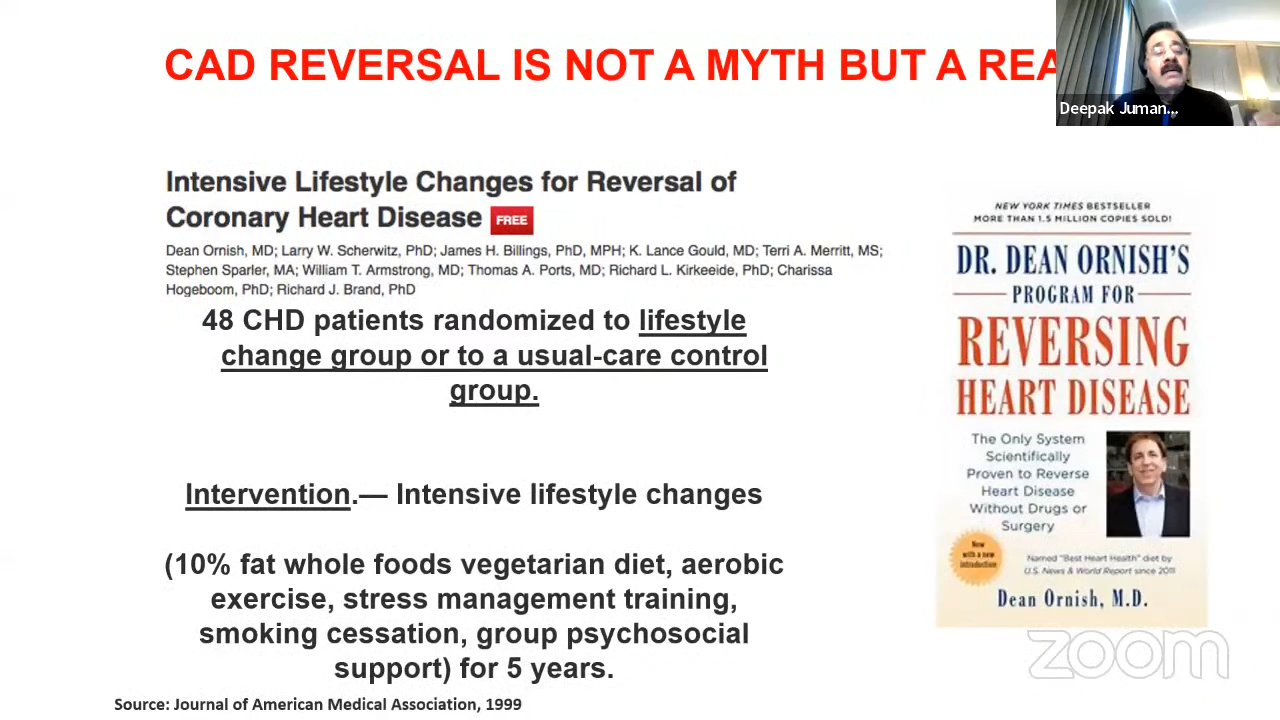 CAD REVERSAL IS NOT A MYTH BUT A REA
Deepak Juman...
Intensive Lifestyle Changes for Reversal of
Coronary Heart Disease FREE
Dean Ornish, MD; Larry W. Scherwitz, PhD; James H. Billings, PhD, MPH; K. Lance Gould, MD; Terri A. Merritt, MS;
Stephen Sparler, MA; William T. Armstrong, MD; Thomas A. Ports, MD; Richard L. Kirkeeide, PhD; Charissa
Hogeboom, PhD; Richard J. Brand, PhD
48 CHD patients randomized to lifestyle
change group or to a usual-care control
group.
Intervention.— Intensive lifestyle changes
(10% fat whole foods vegetarian diet, aerobic
exercise, stress management training,
smoking cessation, group psychosocial
support) for 5 years.
Source: Journal of American Medical Association, 1999
NEW YORK TIMES BESTSELLER
MORE THAN 1.5 MILLION COPIES SOLD!
DR. DEAN ORNISH'S
PROGRAM FOR
REVERSING
HEART DISEASE
The Only System
Scientifically
Proven to Reverse
Heart Disease
Without Drugs or
Surgery
Now
with a new
introduction
Named "Best Heart Health" diet by
U.S. News & World Report since 2011
Dean Ornish, M.D.
zoom